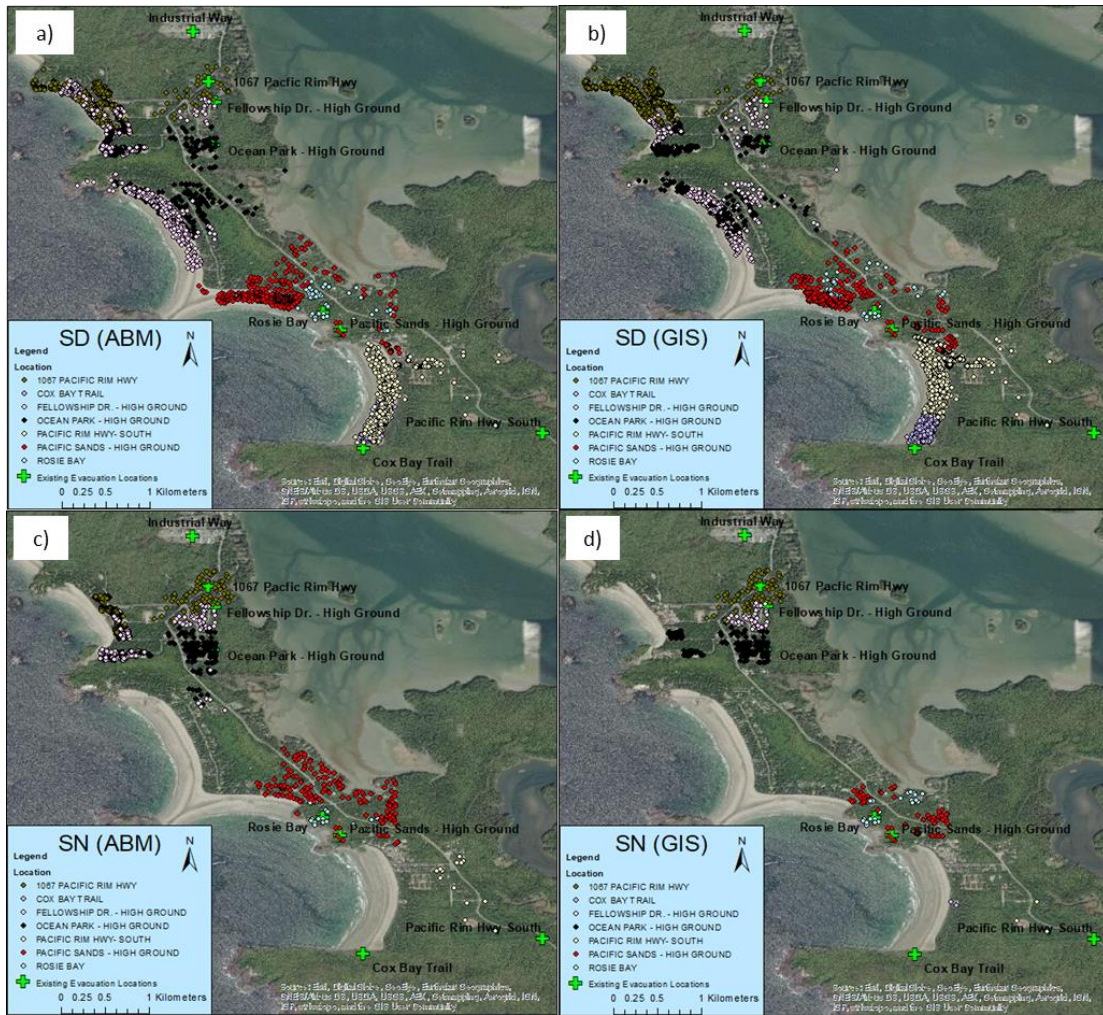 a)
Industrial Way
1067 Pacfic Rim Hwy
Fellowship Dr. - High Ground
Ocean Park - High Ground
Rosie Bay
Pacific Sands - High Ground
Pacific Rim Hwy South
Cox Bay Trail
SD (ABM)
N
Legend
Location
1067 PACIFIC RIM HWY
COX BAY TRAIL
FELLOWSHIP DR. - HIGH GROUND
OCEAN PARK - HIGH GROUND
PACIFIC RIM HWY- SOUTH
PACIFIC SANDS - HIGH GROUND
ROSIE BAY
Existing Evacuation Locations
0 0.25 0.5 1 Kilometers
b)
Industrial Way
1067 Pacfic Rim Hwy
Fellowship Dr. - High Ground
Ocean Park - High Ground
Rosie Bay
Pacific Sands - High Ground
Pacific Rim Hwy South
Cox Bay Trail
SD (GIS)
N
Legend
Location
1067 PACIFIC RIM HWY
COX BAY TRAIL
FELLOWSHIP DR. - HIGH GROUND
OCEAN PARK - HIGH GROUND
PACIFIC RIM HWY- SOUTH
PACIFIC SANDS - HIGH GROUND
ROSIE BAY
Existing Evacuation Locations
0 0.25 0.5 1 Kilometers
c)
Industrial Way
1067 Pacfic Rim Hwy
Fellowship Dr. - High Ground
Ocean Park - High Ground
Rosie Bay
Pacific Sands - High Ground
Pacific Rim Hwy South
Cox Bay Trail
SN (ABM)
N
Legend
Location
1067 PACIFIC RIM HWY
COX BAY TRAIL
FELLOWSHIP DR. - HIGH GROUND
OCEAN PARK - HIGH GROUND
PACIFIC RIM HWY- SOUTH
PACIFIC SANDS - HIGH GROUND
ROSIE BAY
Existing Evacuation Locations
0 0.25 0.5 1 Kilometers
d)
Industrial Way
1067 Pacfic Rim Hwy
Fellowship Dr. - High Ground
Ocean Park - High Ground
Rosie Bay
Pacific Sands - High Ground
Pacific Rim Hwy South
Cox Bay Trail
SN (GIS)
N
Legend
Location
1067 PACIFIC RIM HWY
COX BAY TRAIL
FELLOWSHIP DR. - HIGH GROUND
OCEAN PARK - HIGH GROUND
PACIFIC RIM HWY- SOUTH
PACIFIC SANDS - HIGH GROUND
ROSIE BAY
Existing Evacuation Locations
0 0.25 0.5 1 Kilometers